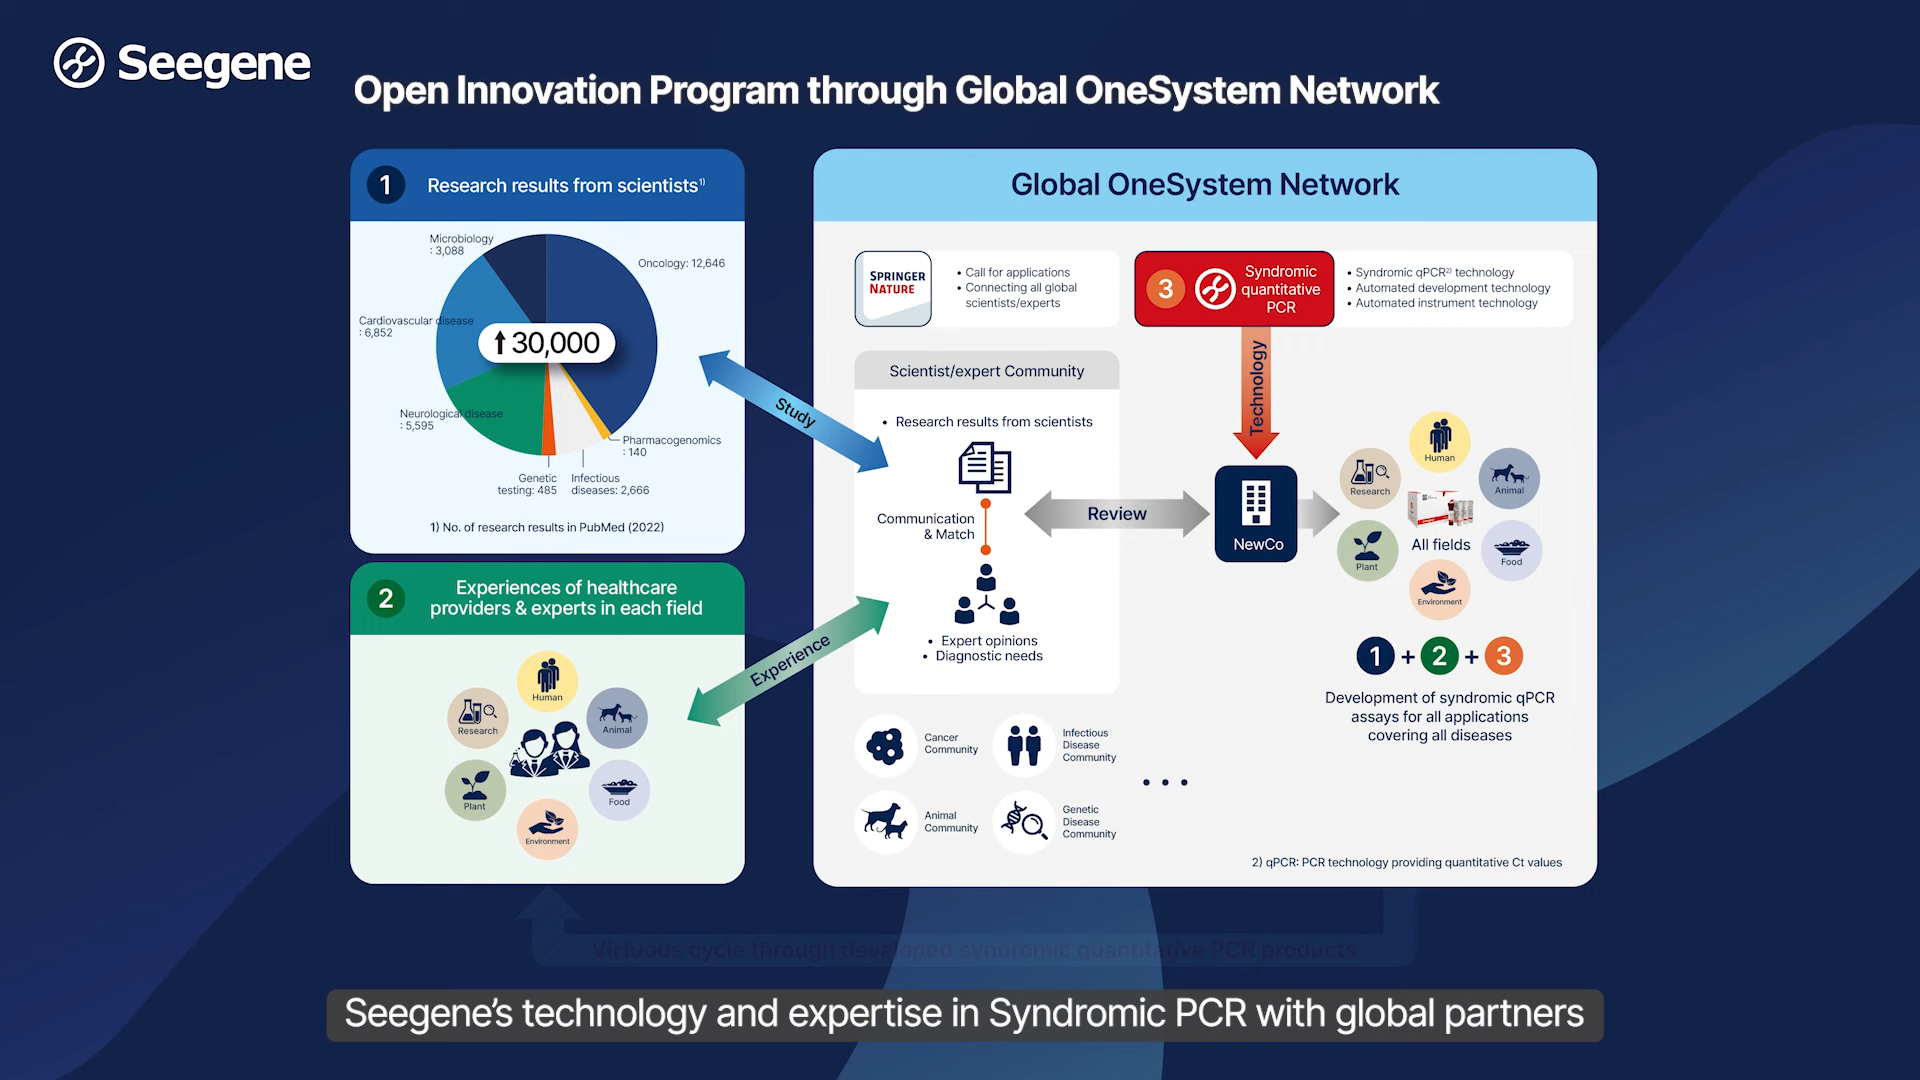 Seegene
Open Innovation Program through Global OneSystem Network
1
Research results from scientists1)
Microbiology
: 3,088
Oncology: 12,646
Cardiovascular disease
: 6,852
30,000
Neurological disease
: 5,595
Pharmacogenomics
: 140
Genetic
testing: 485
Infectious
diseases: 2,666
1) No. of research results in PubMed (2022)
2
Experiences of healthcare
providers & experts in each field
Human
Research
Animal
Plant
Food
Environment
Study
Experience
Global OneSystem Network
SPRINGER
NATURE
• Call for applications
• Connecting all global
scientists/experts
3
Syndromic
quantitative
PCR
• Syndromic qPCR2) technology
• Automated development technology
• Automated instrument technology
Scientist/expert Community
• Research results from scientists
Communication
& Match
• Expert opinions
• Diagnostic needs
Technology
Review
NewCo
Human
Research
Animal
All fields
Plant
Food
Environment
1 + 2 + 3
Development of syndromic qPCR
assays for all applications
covering all diseases
Cancer
Community
Infectious
Disease
Community
Animal
Community
Genetic
Disease
Community
• • •
2) qPCR: PCR technology providing quantitative Ct values
Virtuous cycle through developed syndromic quantitative PCR products
Seegene’s technology and expertise in Syndromic PCR with global partners